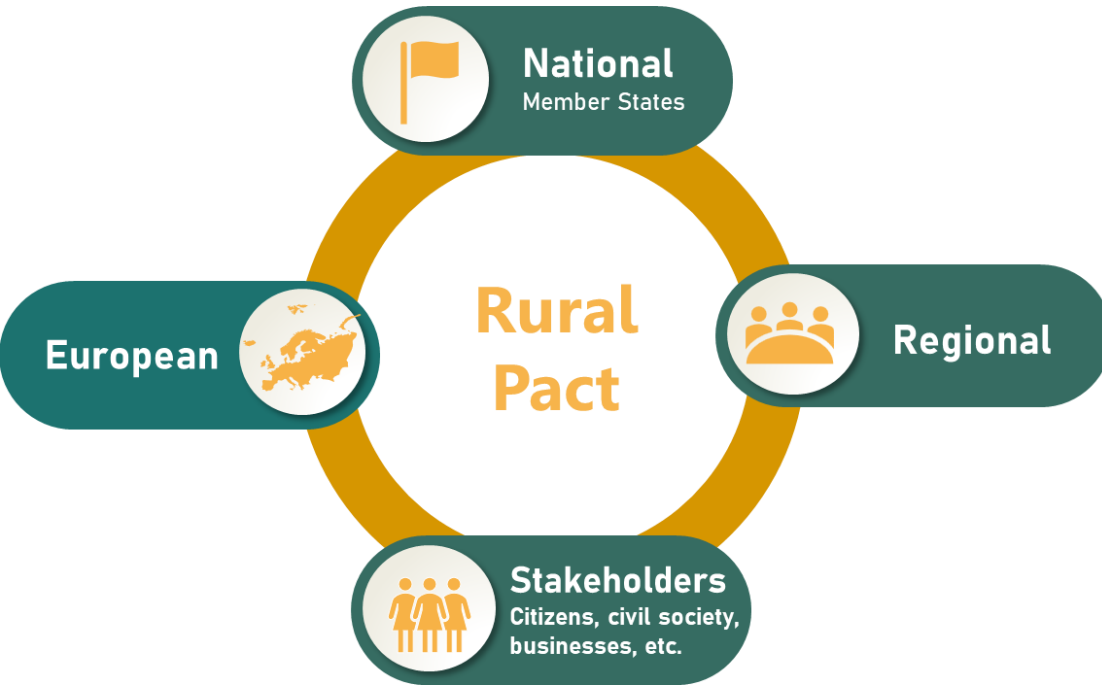 National
Member States
European
Rural
Pact
Regional
Stakeholders
Citizens, civil society,
businesses, etc.